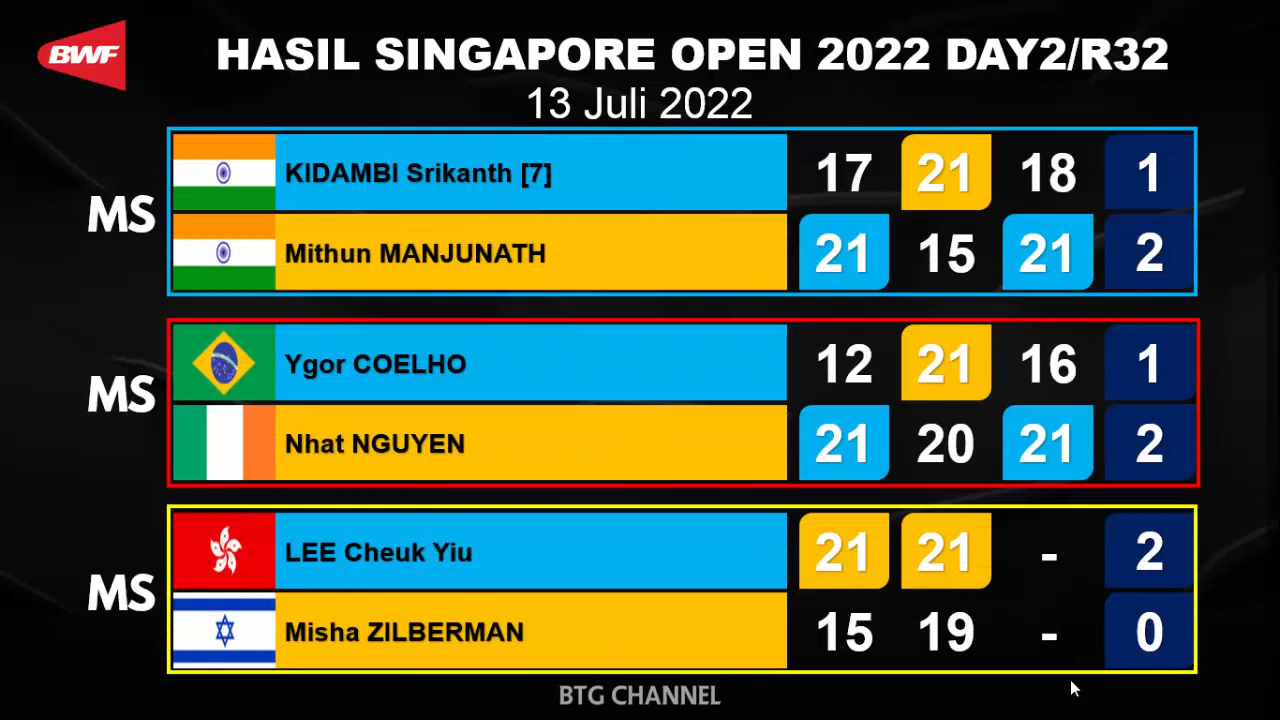 BWF
HASIL SINGAPORE OPEN 2022 DAY2/R32
13 Juli 2022
MS
KIDAMBI Srikanth [7] 17 21 18 1
Mithun MANJUNATH 21 15 21 2
MS
Ygor COELHO 12 21 16 1
Nhat NGUYEN 21 20 21 2
MS
LEE Cheuk Yiu 21 21 - 2
Misha ZILBERMAN 15 19 - 0
BTG CHANNEL